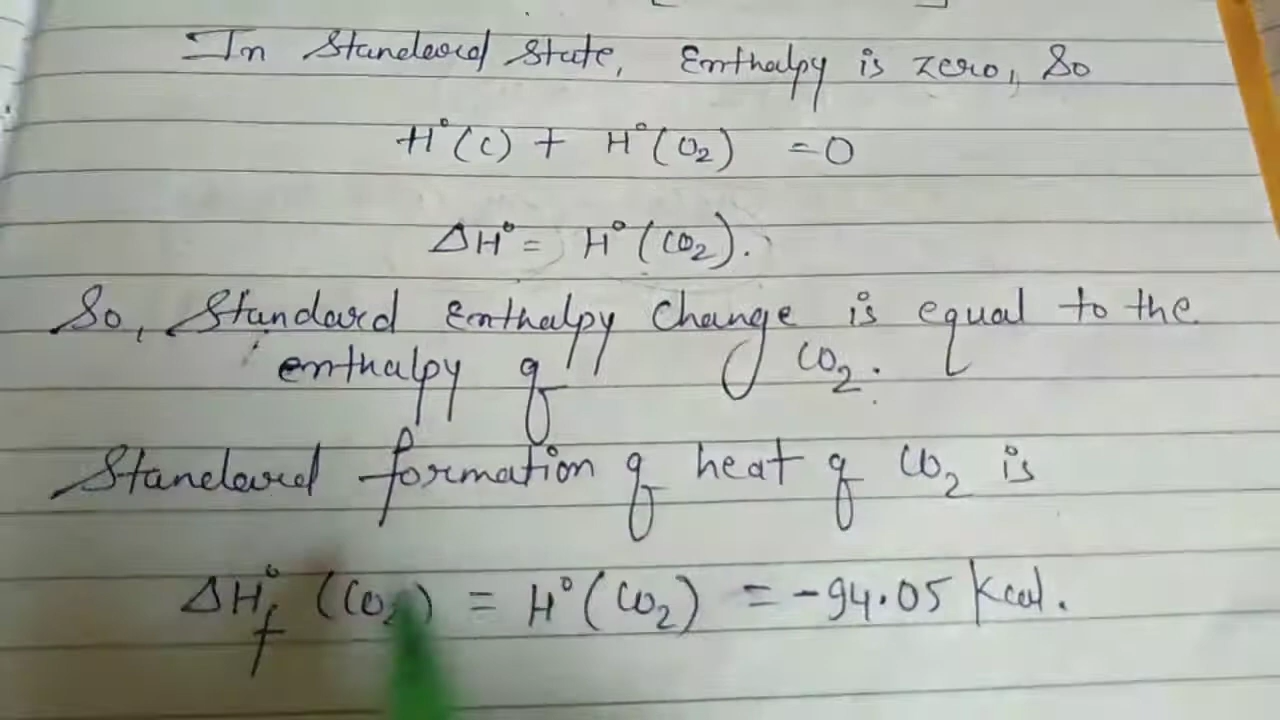 In Standard State, Enthalpy is zero, So
H°(C) + H°(O₂) =0
ΔH° = H°(CO₂).
So, Standard Enthalpy Change is equal to the
enthalpy of CO₂.
Standard formation of heat of CO₂ is
ΔH°f (CO₂) = H°(CO₂) = -94.05 Kcal.